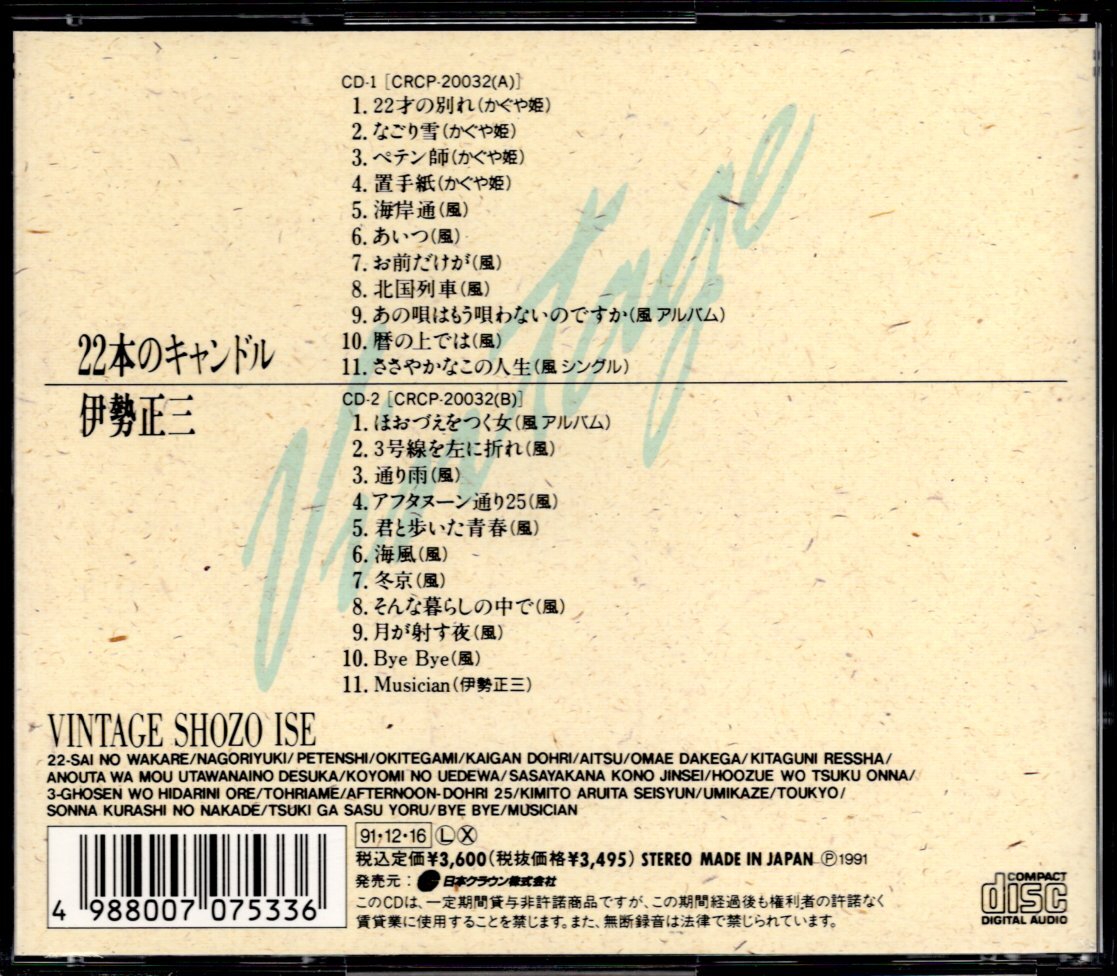 Vintage
CD-1 [CRCP-20032(A)]
1. 22才の別れ(かぐや姫)
2. なごり雪(かぐや姫)
3. ペテン師(かぐや姫)
4. 置手紙(かぐや姫)
5. 海岸通(風)
6. あいつ(風)
7. お前だけが(風)
8. 北国列車(風)
9. あの唄はもう唄わないのですか(風 アルバム)
10. 暦の上では(風)
11. ささやかなこの人生(風 シングル)
22本のキャンドル
伊勢正三
CD-2 [CRCP-20032(B)]
1. ほおづえをつく女(風 アルバム)
2. 3号線を左に折れ(風)
3. 通り雨(風)
4. アフタヌーン通り25(風)
5. 君と歩いた青春(風)
6. 海風(風)
7. 冬京(風)
8. そんな暮らしの中で(風)
9. 月が射す夜(風)
10. Bye Bye(風)
11. Musician(伊勢正三)
VINTAGE SHOZO ISE
22-SAI NO WAKARE/NAGORIYUKI/PETENSHI/OKITEGAMI/KAIGAN DOHRI/AITSU/OMAE DAKEGA/KITAGUNI RESSHA/
ANOUTA WA MOU UTAWANAINO DESUKA/KOYOMI NO UEDEWA/SASAYAKANA KONO JINSEI/HOOZUE WO TSUKU ONNA/
3-GHOSEN WO HIDARINI ORE/TOHRIAME/AFTERNOON-DOHRI 25/KIMITO ARUITA SEISYUN/UMIKAZE/TOUKYO/
SONNA KURASHI NO NAKADE/TSUKI GA SASU YORU/BYE BYE/MUSICIAN
91・12・16 Ⓛ Ⓧ
税込定価¥3,600(税抜価格¥3,495) STEREO MADE IN JAPAN Ⓟ1991
発売元: 日本クラウン株式会社
このCDは、一定期間貸与非許諾商品ですが、この期間経過後も権利者の許諾なく
賃貸業に使用することを禁じます。また、無断録音は法律で禁じられています。
4 988007 075336
COMPACT
disc
DIGITAL AUDIO